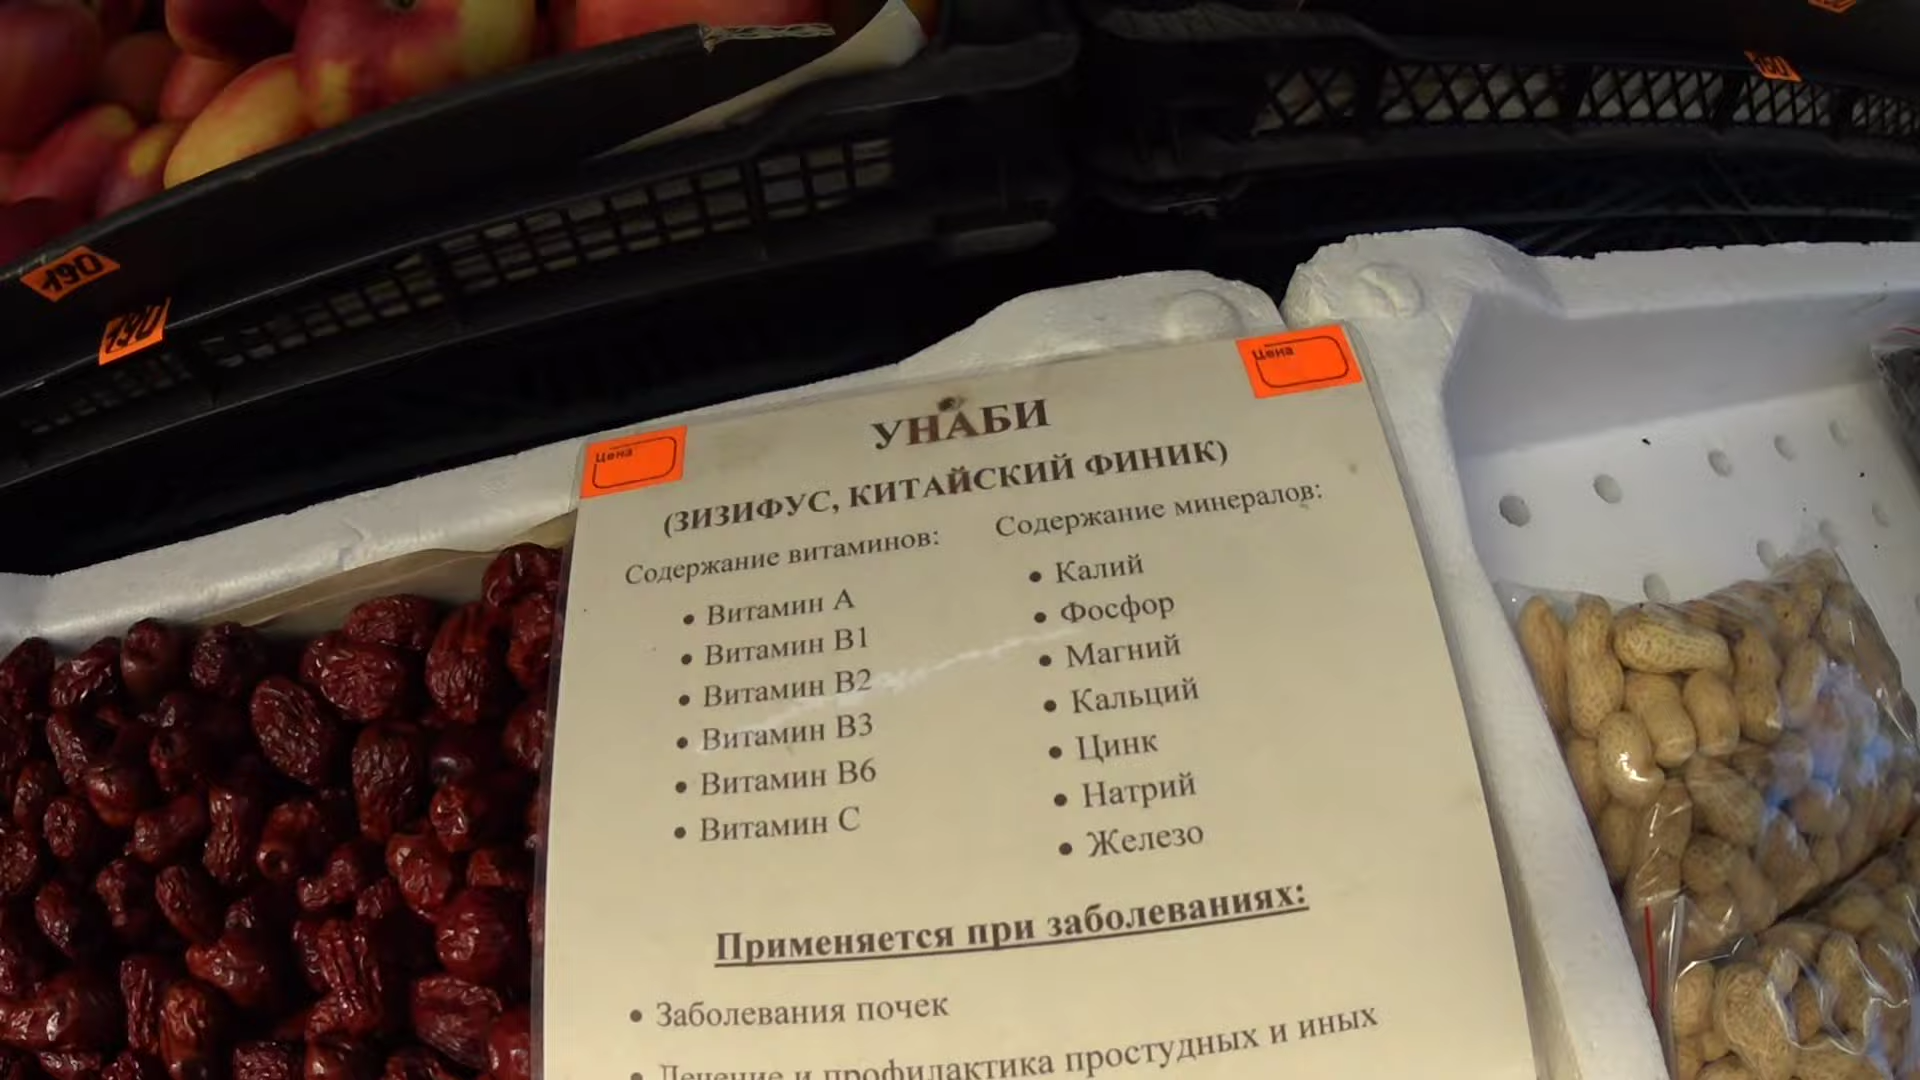 190
190
Цена
Цена
УНАБИ
(ЗИЗИФУС, КИТАЙСКИЙ ФИНИК)
Содержание витаминов:
• Витамин А
• Витамин В1
• Витамин В2
• Витамин В3
• Витамин В6
• Витамин С
Содержание минералов:
• Калий
• Фосфор
• Магний
• Кальций
• Цинк
• Натрий
• Железо
Применяется при заболеваниях:
• Заболевания почек
• Лечение и профилактика простудных и иных